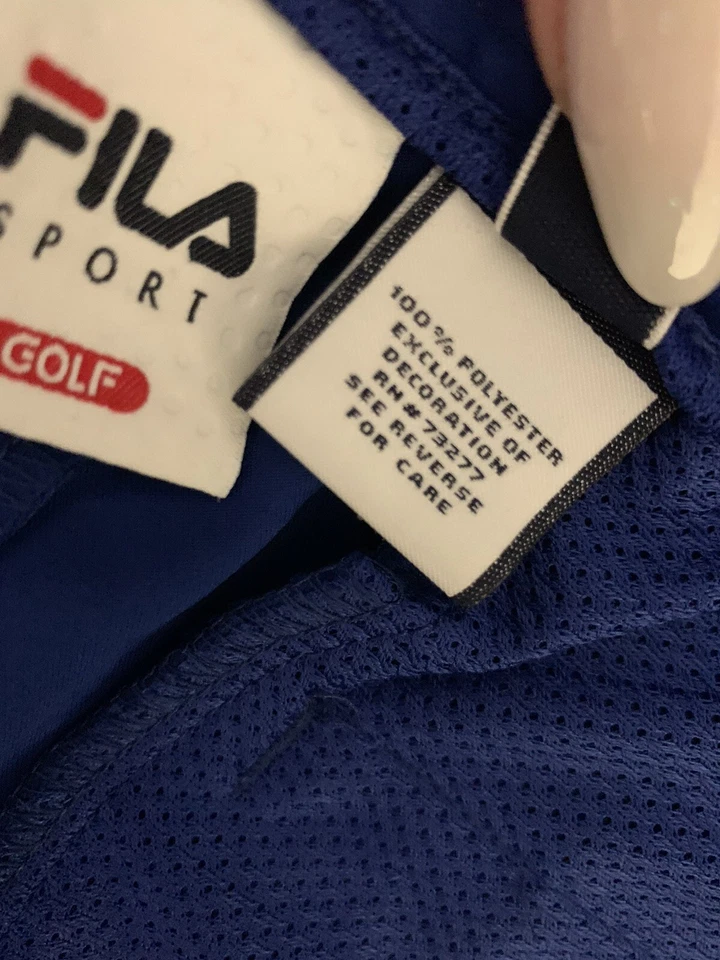 FILA
SPORT
GOLF
100% POLYESTER
EXCLUSIVE OF
DECORATION
RN# 73277
SEE REVERSE
FOR CARE